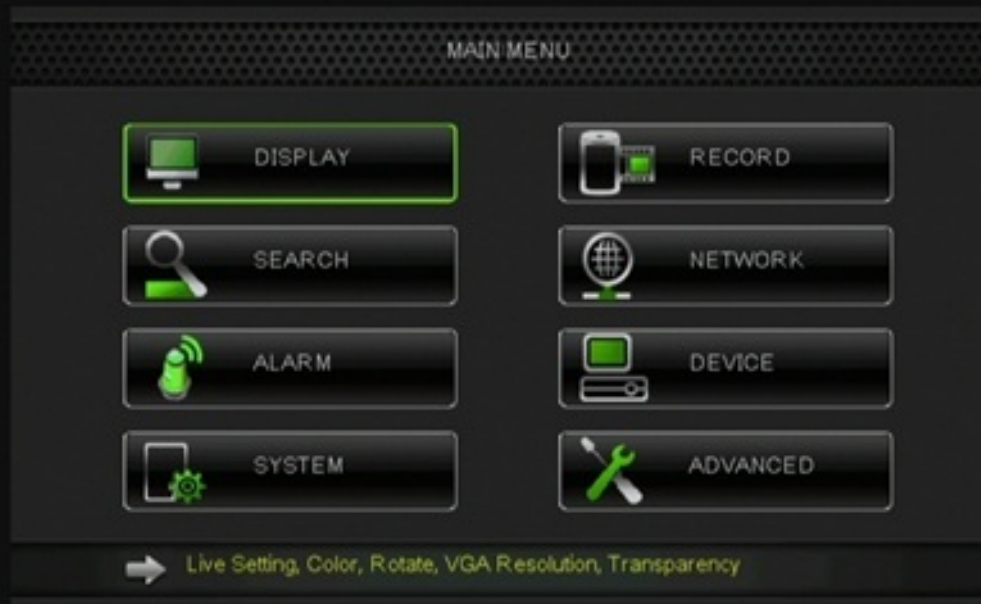 MAIN MENU
DISPLAY
RECORD
SEARCH
NETWORK
ALARM
DEVICE
SYSTEM
ADVANCED
Live Setting, Color, Rotate, VGA Resolution, Transparency